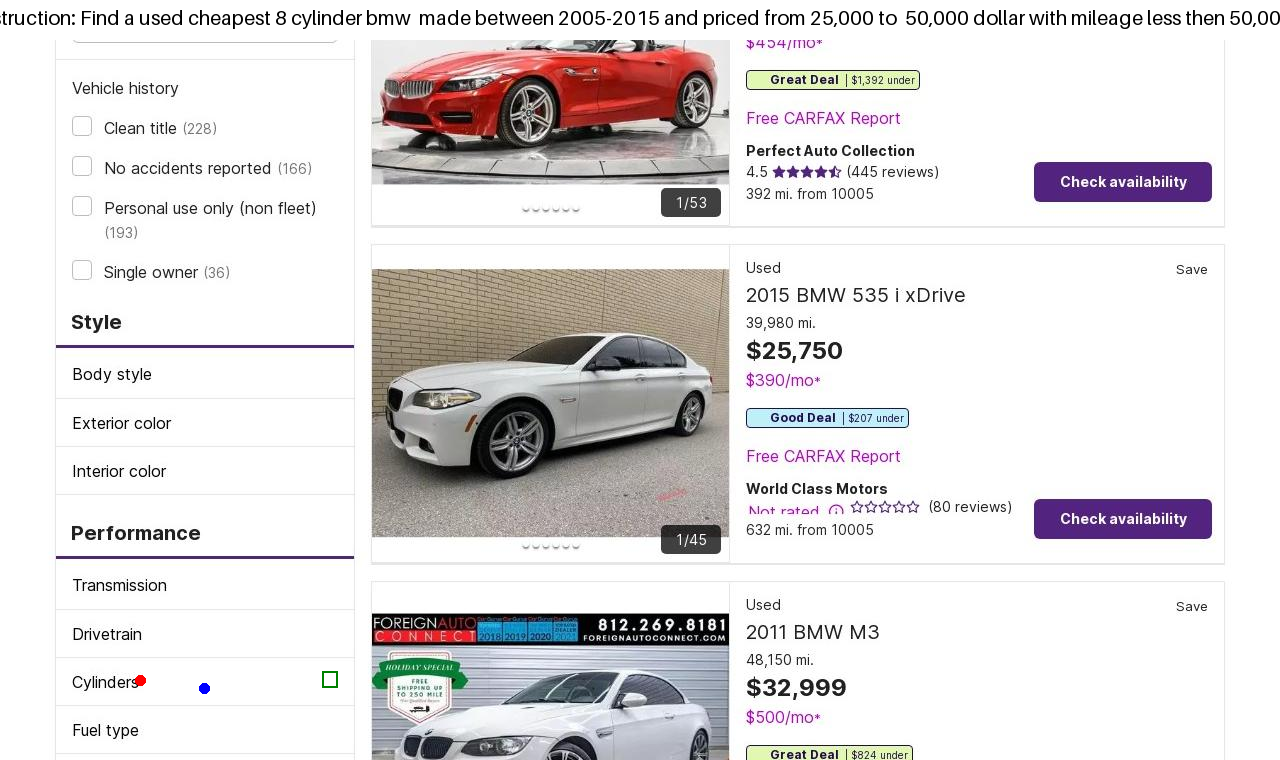 truction: Find a used cheapest 8 cylinder bmw made between 2005-2015 and priced from 25,000 to 50,000 dollar with mileage less then 50,00
$454/mo*
Great Deal | $1,392 under
Free CARFAX Report
Perfect Auto Collection
4.5 (445 reviews)
392 mi. from 10005
Check availability
1/53
Vehicle history
Clean title (228)
No accidents reported (166)
Personal use only (non fleet)
(193)
Single owner (36)
Style
Body style
Exterior color
Interior color
Performance
Transmission
Drivetrain
Cylinders
Fuel type
Used
Save
2015 BMW 535 i xDrive
39,980 mi.
$25,750
$390/mo*
Good Deal | $207 under
Free CARFAX Report
World Class Motors
Not rated (80 reviews)
632 mi. from 10005
Check availability
1/45
Used
Save
2011 BMW M3
48,150 mi.
$32,999
$500/mo*
Great Deal | $824 under
FOREIGN AUTO
CONNECT
2018 2019 2020 2021
812.269.8181
FOREIGNAUTOCONNECT.COM
HOLIDAY SPECIAL
FREE
SHIPPING UP
TO 250 MILE